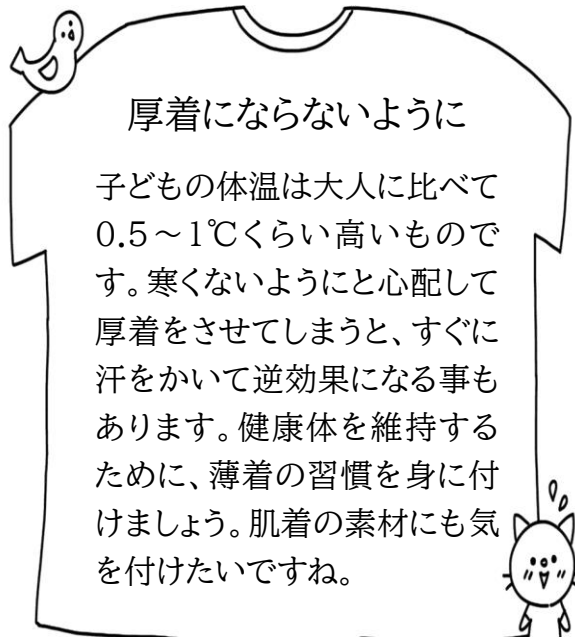 厚着にならないように
子どもの体温は大人に比べて
0.5～1℃くらい高いもので
す。寒くないようにと心配して
厚着をさせてしまうと、すぐに
汗をかいて逆効果になる事も
あります。健康体を維持する
ために、薄着の習慣を身に付
けましょう。肌着の素材にも気
を付けたいですね。